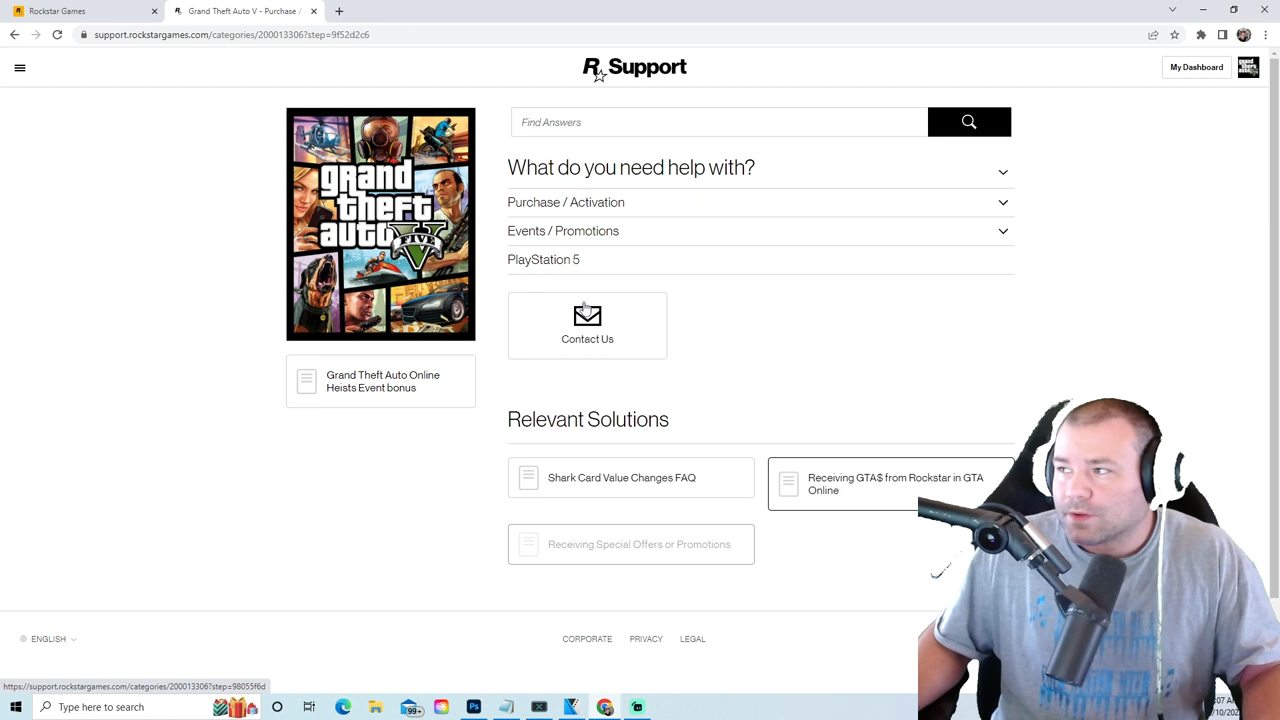 Rockstar Games
Grand Theft Auto V - Purchase /
support.rockstargames.com/categories/200013306?step=9f52d2c6
R Support
My Dashboard
grand
theft
auto V
FIVE
Find Answers
What do you need help with?
Purchase / Activation
Events / Promotions
PlayStation 5
Contact Us
Grand Theft Auto Online
Heists Event bonus
Relevant Solutions
Shark Card Value Changes FAQ
Receiving GTA$ from Rockstar in GTA
Online
Receiving Special Offers or Promotions
ENGLISH
CORPORATE PRIVACY LEGAL
https://support.rockstargames.com/categories/200013306?step=98055f6d
Type here to search
99+
Ps